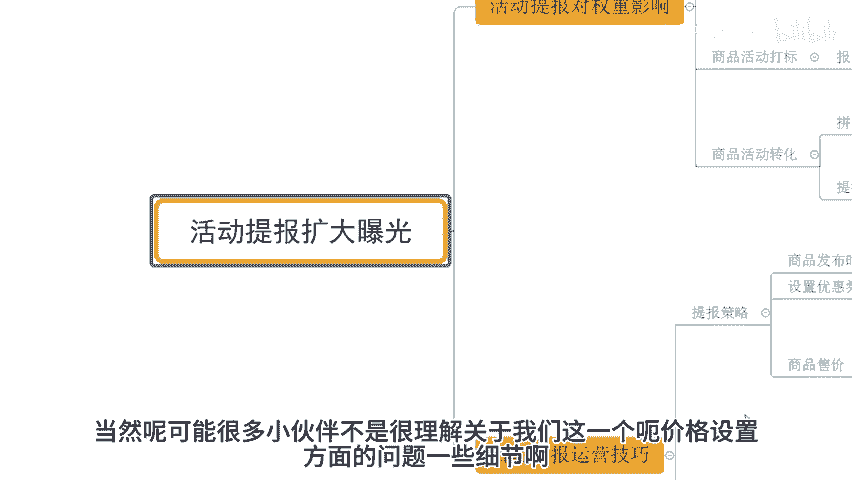 活动提报对权重影响
商品活动打标
报
拼
商品活动转化
提
活动提报扩大曝光
商品发布时
设置优惠券
提报策略
商品售价
当然呢可能很多小伙伴不是很理解关于我们这一个呃价格设置
方面的问题一些细节啊
报运营技巧